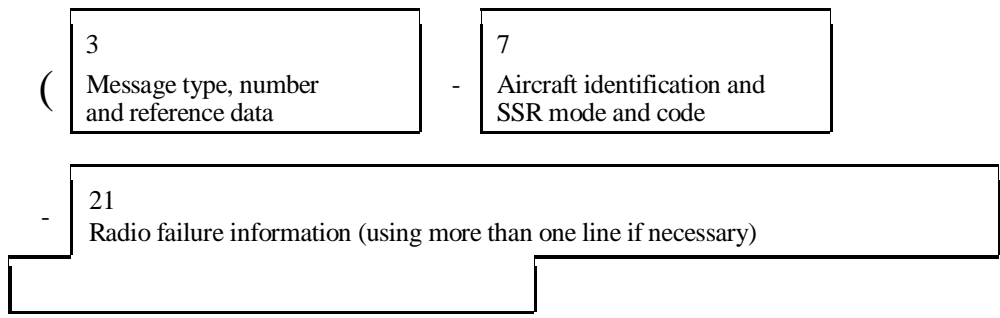 3
7
( Message type, number
and reference data
- Aircraft identification and
SSR mode and code
21
- Radio failure information (using more than one line if necessary)